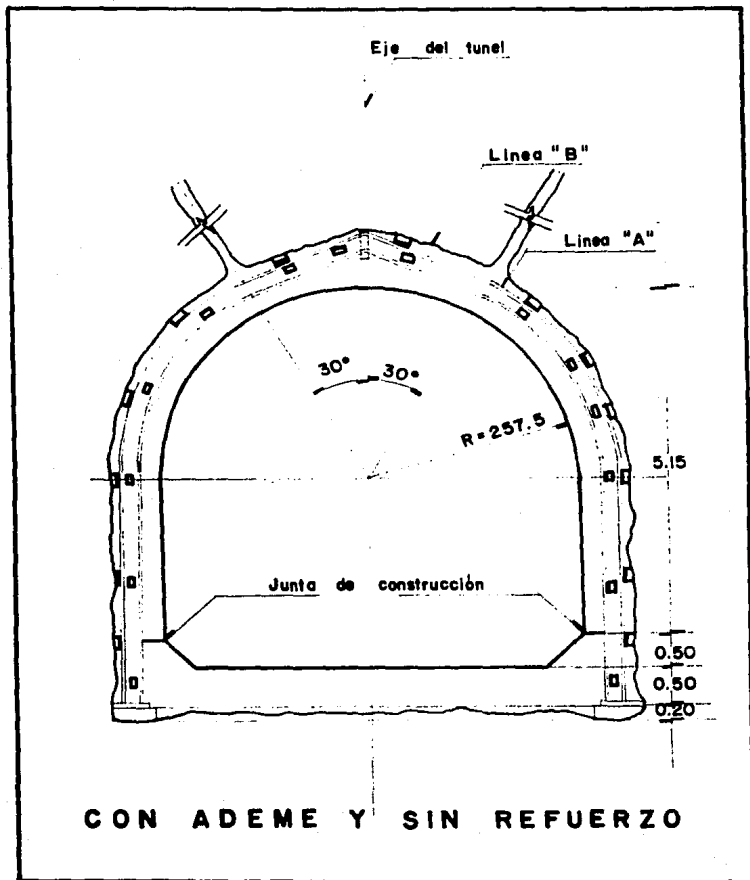 Eje del tunel
Linea "B"
Linea "A"
30° 30°
R=257.5
5.15
Junta de construcción
0.50
0.50
0.20
CON ADEME Y SIN REFUERZO